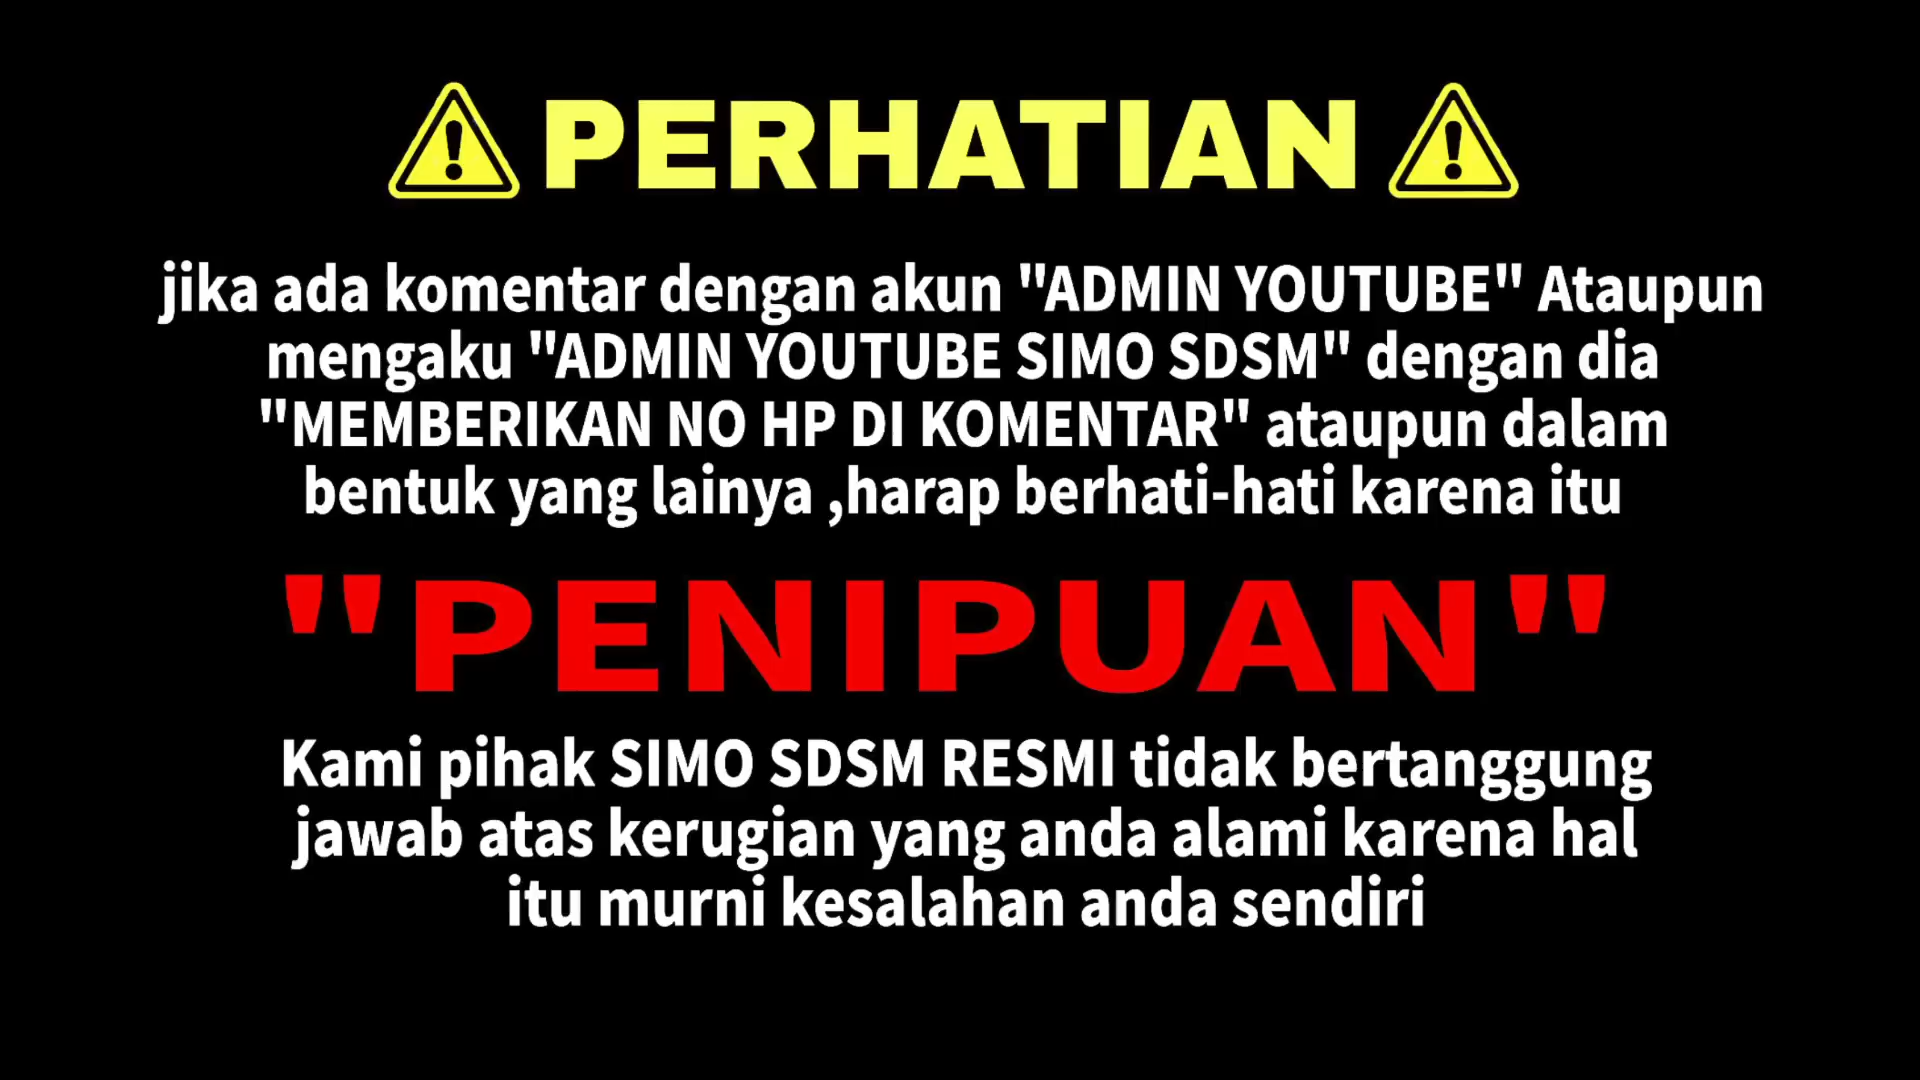 PERHATIAN
jika ada komentar dengan akun "ADMIN YOUTUBE" Ataupun
mengaku "ADMIN YOUTUBE SIMO SDSM" dengan dia
"MEMBERIKAN NO HP DI KOMENTAR" ataupun dalam
bentuk yang lainya ,harap berhati-hati karena itu
"PENIPUAN"
Kami pihak SIMO SDSM RESMI tidak bertanggung
jawab atas kerugian yang anda alami karena hal
itu murni kesalahan anda sendiri